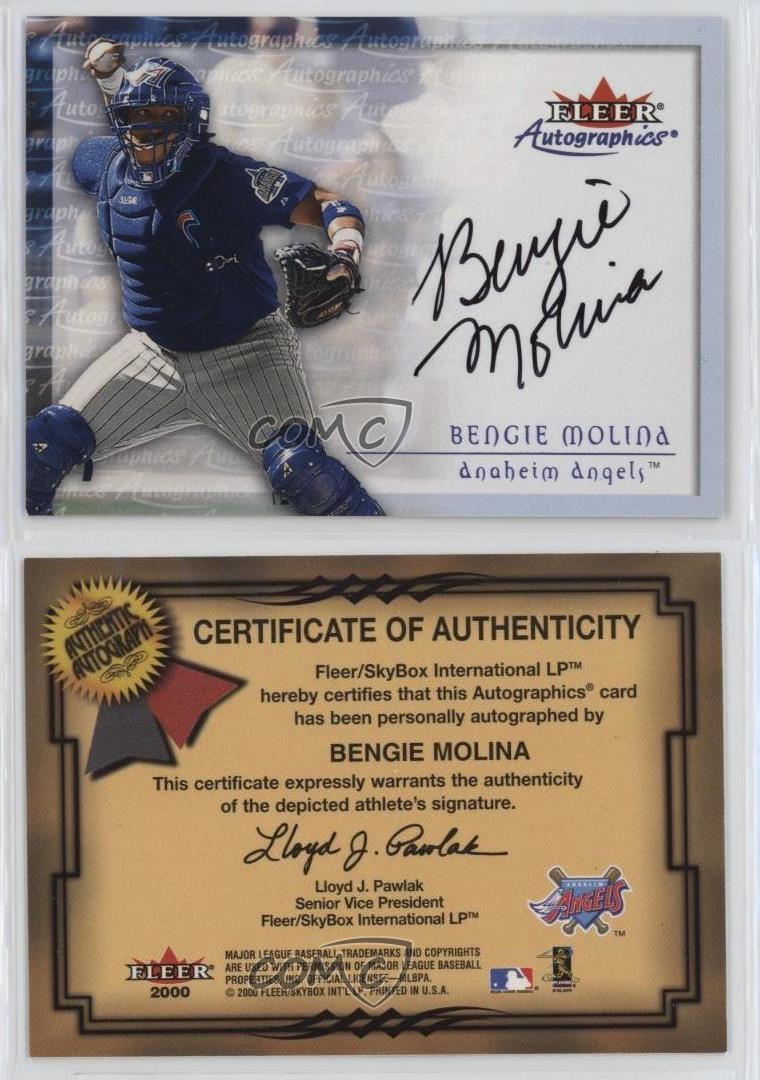 FLEER®
Autographics®
Bengie
Molina
COMC
BENGIE MOLINA
Anaheim Angels™
AUTHENTIC
AUTOGRAPH
CERTIFICATE OF AUTHENTICITY
Fleer/SkyBox International LP™
hereby certifies that this Autographics® card
has been personally autographed by
BENGIE MOLINA
This certificate expressly warrants the authenticity
of the depicted athlete's signature.
Lloyd J. Pawlak
Lloyd J. Pawlak
Senior Vice President
Fleer/SkyBox International LP™
ANAHEIM
ANGELS
™
FLEER®
2000
MAJOR LEAGUE BASEBALL TRADEMARKS AND COPYRIGHTS
ARE USED WITH PERMISSION OF MAJOR LEAGUE BASEBALL
PROPERTIES, INC. OFFICIAL LICENSEE—MLBPA.
© 2000 FLEER/SKYBOX INT'L LP, PRINTED IN U.S.A.
COMC